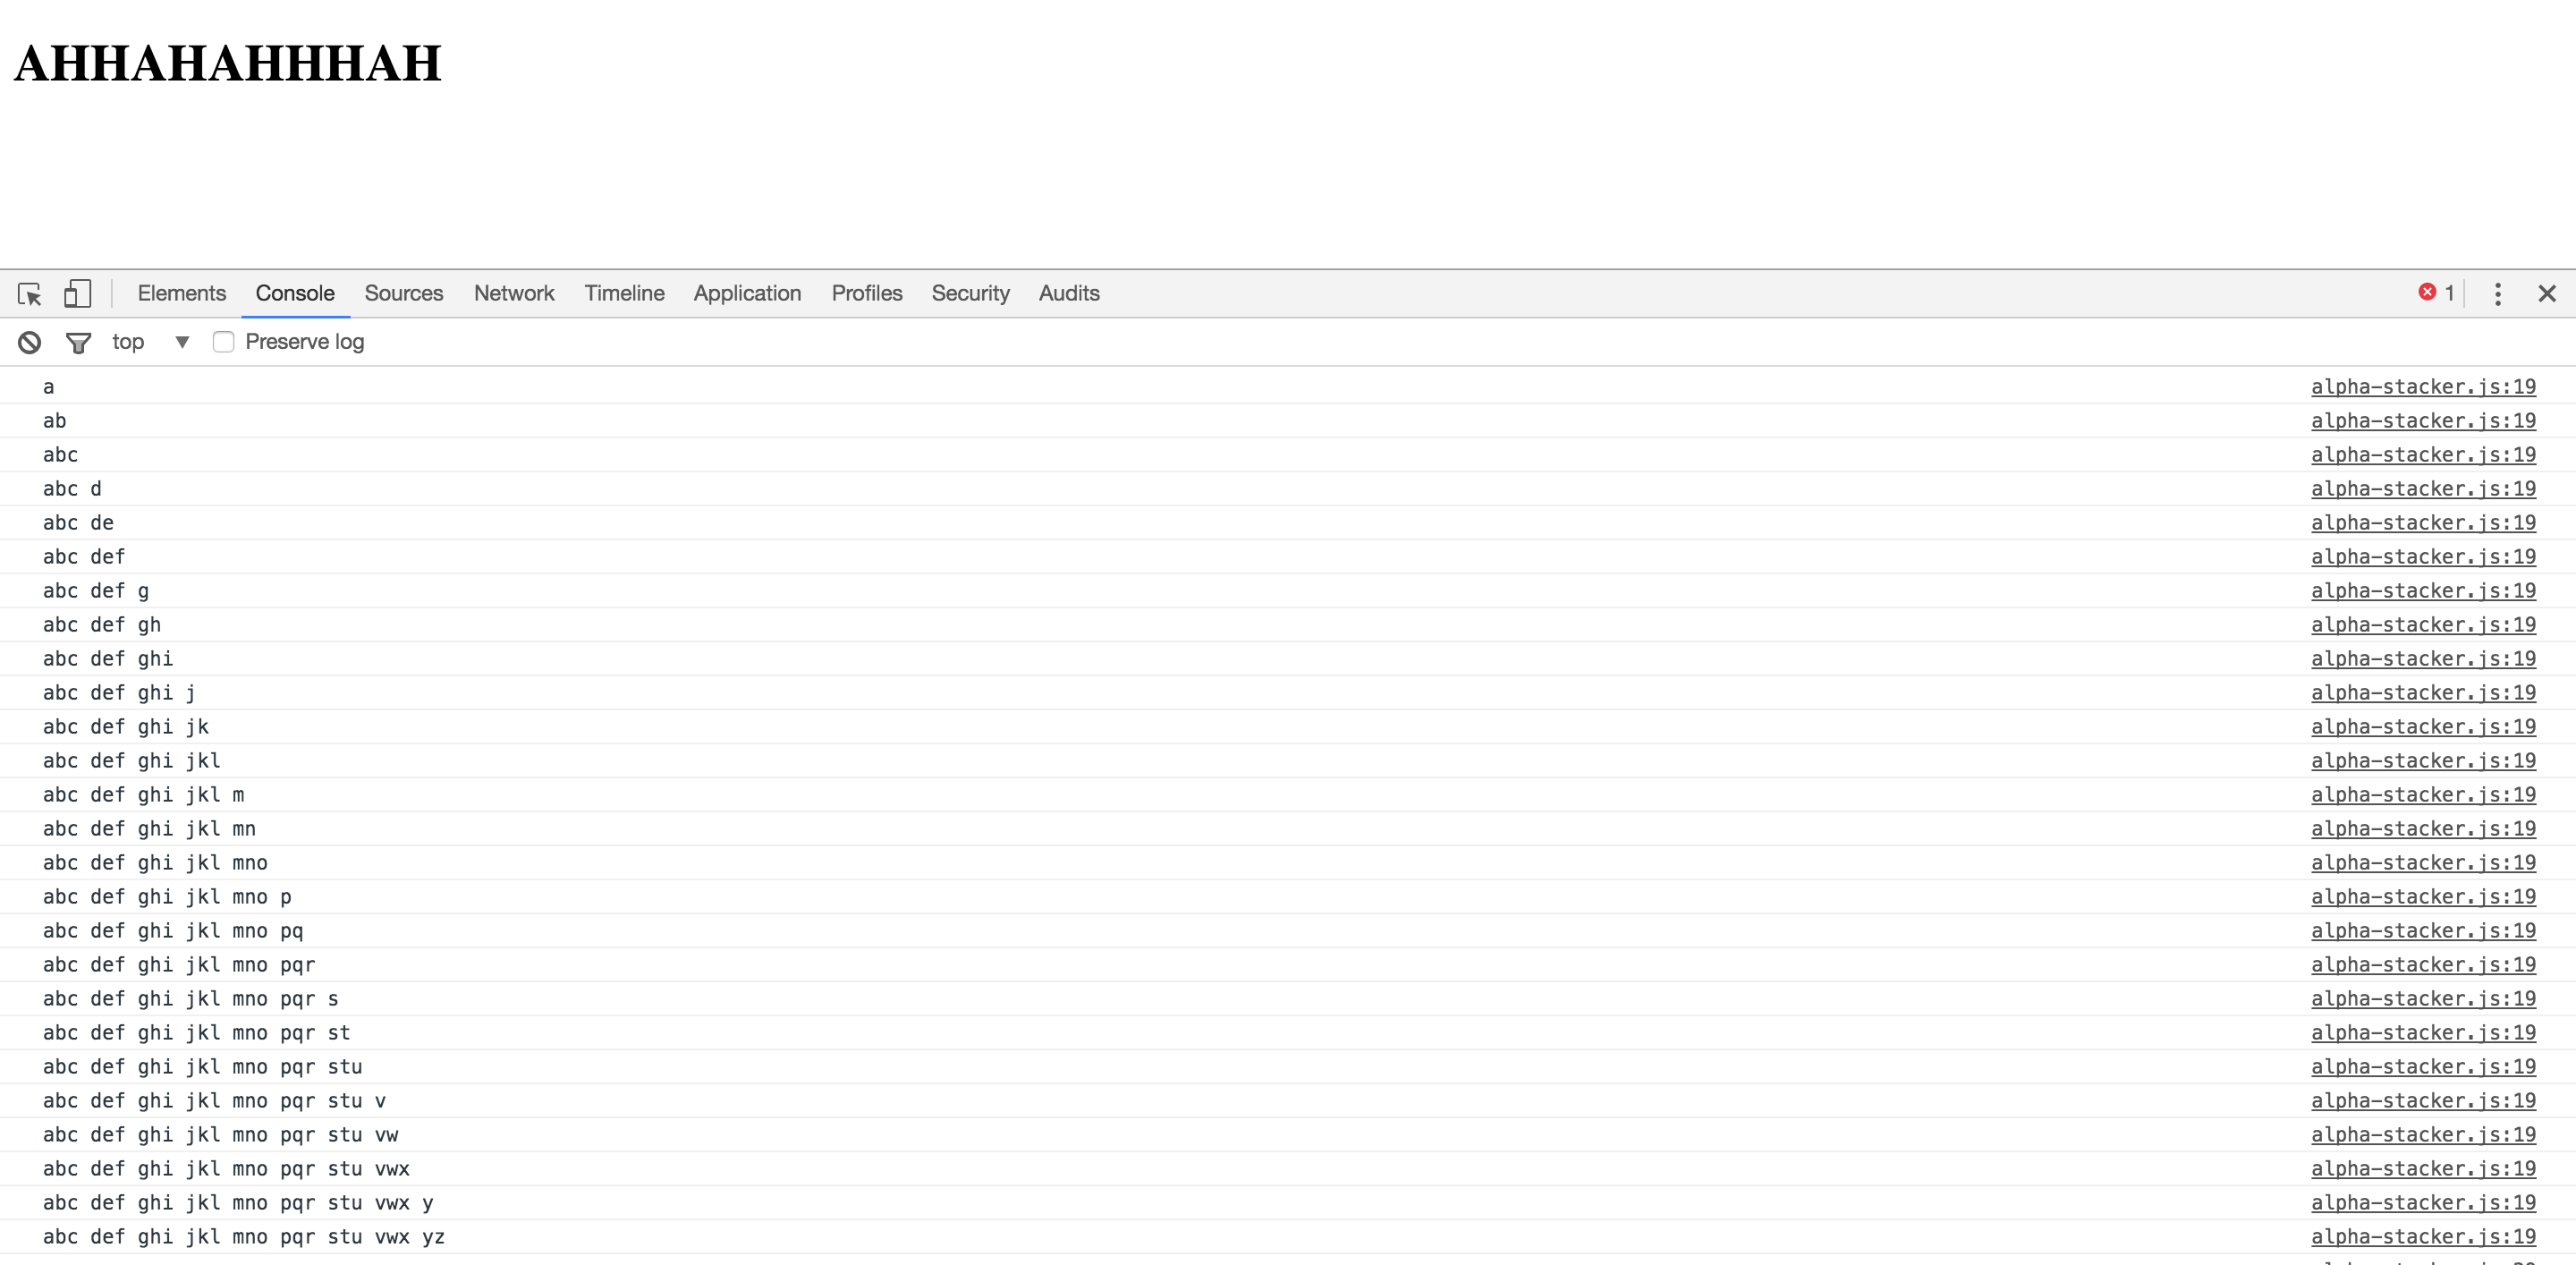 AHHAHAHHHAH
Elements Console Sources Network Timeline Application Profiles Security Audits 1
top Preserve log
a alpha-stacker.js:19
ab alpha-stacker.js:19
abc alpha-stacker.js:19
abc d alpha-stacker.js:19
abc de alpha-stacker.js:19
abc def alpha-stacker.js:19
abc def g alpha-stacker.js:19
abc def gh alpha-stacker.js:19
abc def ghi alpha-stacker.js:19
abc def ghi j alpha-stacker.js:19
abc def ghi jk alpha-stacker.js:19
abc def ghi jkl alpha-stacker.js:19
abc def ghi jkl m alpha-stacker.js:19
abc def ghi jkl mn alpha-stacker.js:19
abc def ghi jkl mno alpha-stacker.js:19
abc def ghi jkl mno p alpha-stacker.js:19
abc def ghi jkl mno pq alpha-stacker.js:19
abc def ghi jkl mno pqr alpha-stacker.js:19
abc def ghi jkl mno pqr s alpha-stacker.js:19
abc def ghi jkl mno pqr st alpha-stacker.js:19
abc def ghi jkl mno pqr stu alpha-stacker.js:19
abc def ghi jkl mno pqr stu v alpha-stacker.js:19
abc def ghi jkl mno pqr stu vw alpha-stacker.js:19
abc def ghi jkl mno pqr stu vwx alpha-stacker.js:19
abc def ghi jkl mno pqr stu vwx y alpha-stacker.js:19
abc def ghi jkl mno pqr stu vwx yz alpha-stacker.js:19